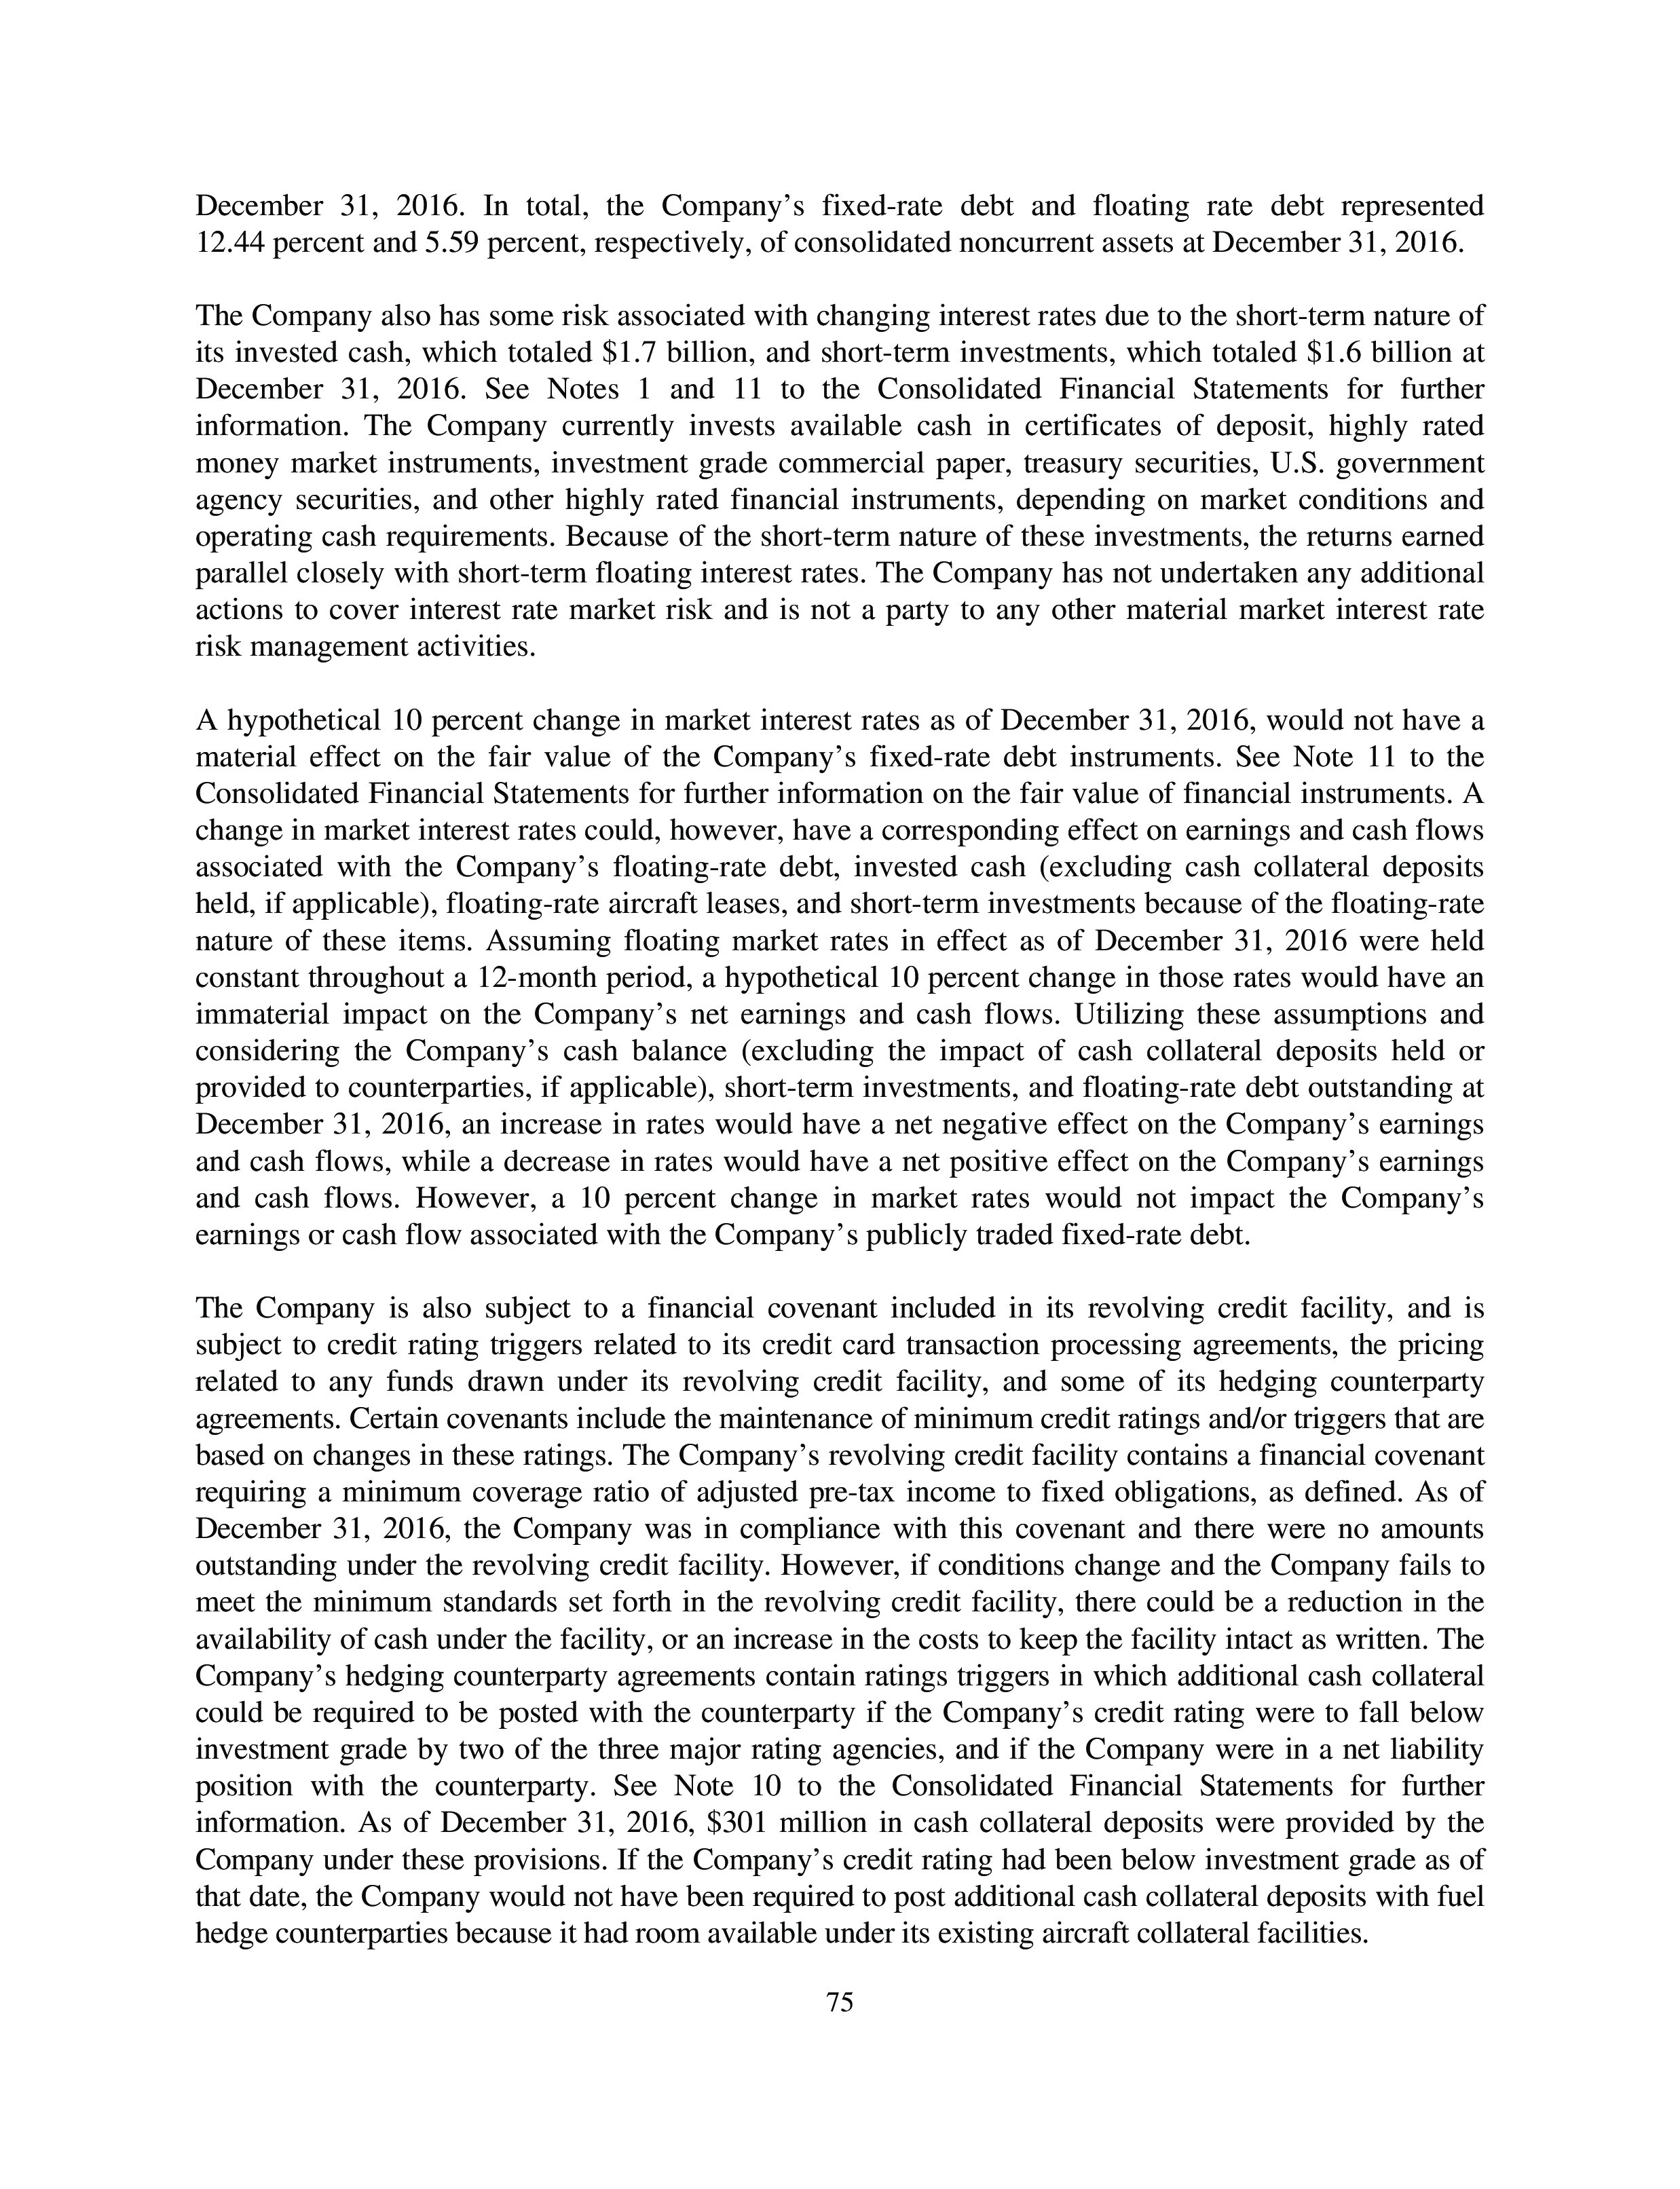 December 31, 2016. In total, the Company’s fixed-rate debt and floating rate debt represented
12.44 percent and 5.59 percent, respectively, of consolidated noncurrent assets at December 31, 2016.
The Company also has some risk associated with changing interest rates due to the short-term nature of
its invested cash, which totaled $1.7 billion, and short-term investments, which totaled $1.6 billion at
December 31, 2016. See Notes 1 and 11 to the Consolidated Financial Statements for further
information. The Company currently invests available cash in certificates of deposit, highly rated
money market instruments, investment grade commercial paper, treasury securities, U.S. government
agency securities, and other highly rated financial instruments, depending on market conditions and
operating cash requirements. Because of the short-term nature of these investments, the returns earned
parallel closely with short-term floating interest rates. The Company has not undertaken any additional
actions to cover interest rate market risk and is not a party to any other material market interest rate
risk management activities.
A hypothetical 10 percent change in market interest rates as of December 31, 2016, would not have a
material effect on the fair value of the Company’s fixed-rate debt instruments. See Note 11 to the
Consolidated Financial Statements for further information on the fair value of financial instruments. A
change in market interest rates could, however, have a corresponding effect on earnings and cash flows
associated with the Company’s floating-rate debt, invested cash (excluding cash collateral deposits
held, if applicable), floating-rate aircraft leases, and short-term investments because of the floating-rate
nature of these items. Assuming floating market rates in effect as of December 31, 2016 were held
constant throughout a 12-month period, a hypothetical 10 percent change in those rates would have an
immaterial impact on the Company’s net earnings and cash flows. Utilizing these assumptions and
considering the Company’s cash balance (excluding the impact of cash collateral deposits held or
provided to counterparties, if applicable), short-term investments, and floating-rate debt outstanding at
December 31, 2016, an increase in rates would have a net negative effect on the Company’s earnings
and cash flows, while a decrease in rates would have a net positive effect on the Company’s earnings
and cash flows. However, a 10 percent change in market rates would not impact the Company’s
earnings or cash flow associated with the Company’s publicly traded fixed-rate debt.
The Company is also subject to a financial covenant included in its revolving credit facility, and is
subject to credit rating triggers related to its credit card transaction processing agreements, the pricing
related to any funds drawn under its revolving credit facility, and some of its hedging counterparty
agreements. Certain covenants include the maintenance of minimum credit ratings and/or triggers that are
based on changes in these ratings. The Company’s revolving credit facility contains a financial covenant
requiring a minimum coverage ratio of adjusted pre-tax income to fixed obligations, as defined. As of
December 31, 2016, the Company was in compliance with this covenant and there were no amounts
outstanding under the revolving credit facility. However, if conditions change and the Company fails to
meet the minimum standards set forth in the revolving credit facility, there could be a reduction in the
availability of cash under the facility, or an increase in the costs to keep the facility intact as written. The
Company’s hedging counterparty agreements contain ratings triggers in which additional cash collateral
could be required to be posted with the counterparty if the Company’s credit rating were to fall below
investment grade by two of the three major rating agencies, and if the Company were in a net liability
position with the counterparty. See Note 10 to the Consolidated Financial Statements for further
information. As of December 31, 2016, $301 million in cash collateral deposits were provided by the
Company under these provisions. If the Company’s credit rating had been below investment grade as of
that date, the Company would not have been required to post additional cash collateral deposits with fuel
hedge counterparties because it had room available under its existing aircraft collateral facilities.
75